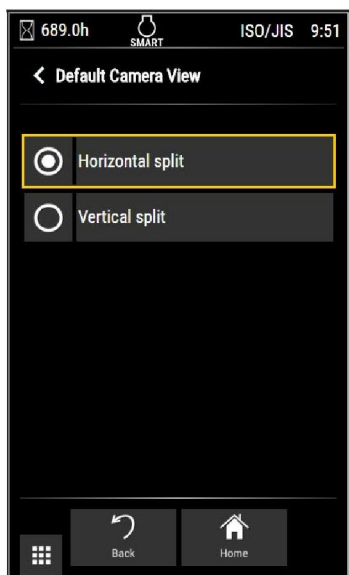 689.0h SMART ISO/JIS 9:51
Default Camera View
Horizontal split
Vertical split
Back Home